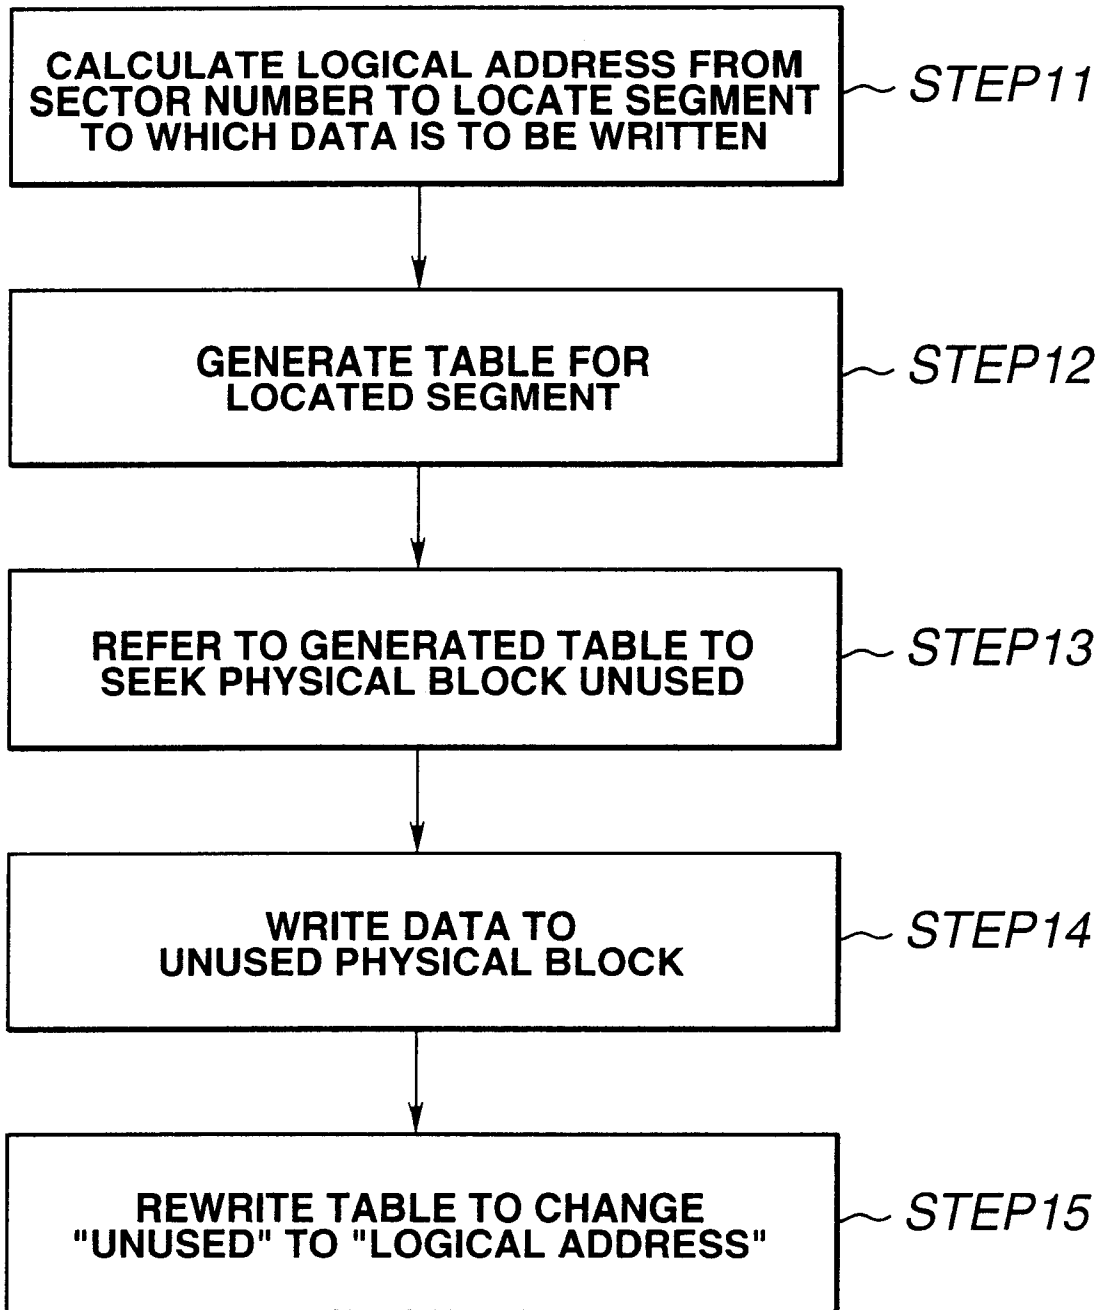 CALCULATE LOGICAL ADDRESS FROM
SECTOR NUMBER TO LOCATE SEGMENT
TO WHICH DATA IS TO BE WRITTEN
STEP11
GENERATE TABLE FOR
LOCATED SEGMENT
STEP12
REFER TO GENERATED TABLE TO
SEEK PHYSICAL BLOCK UNUSED
STEP13
WRITE DATA TO
UNUSED PHYSICAL BLOCK
STEP14
REWRITE TABLE TO CHANGE
"UNUSED" TO "LOGICAL ADDRESS"
STEP15